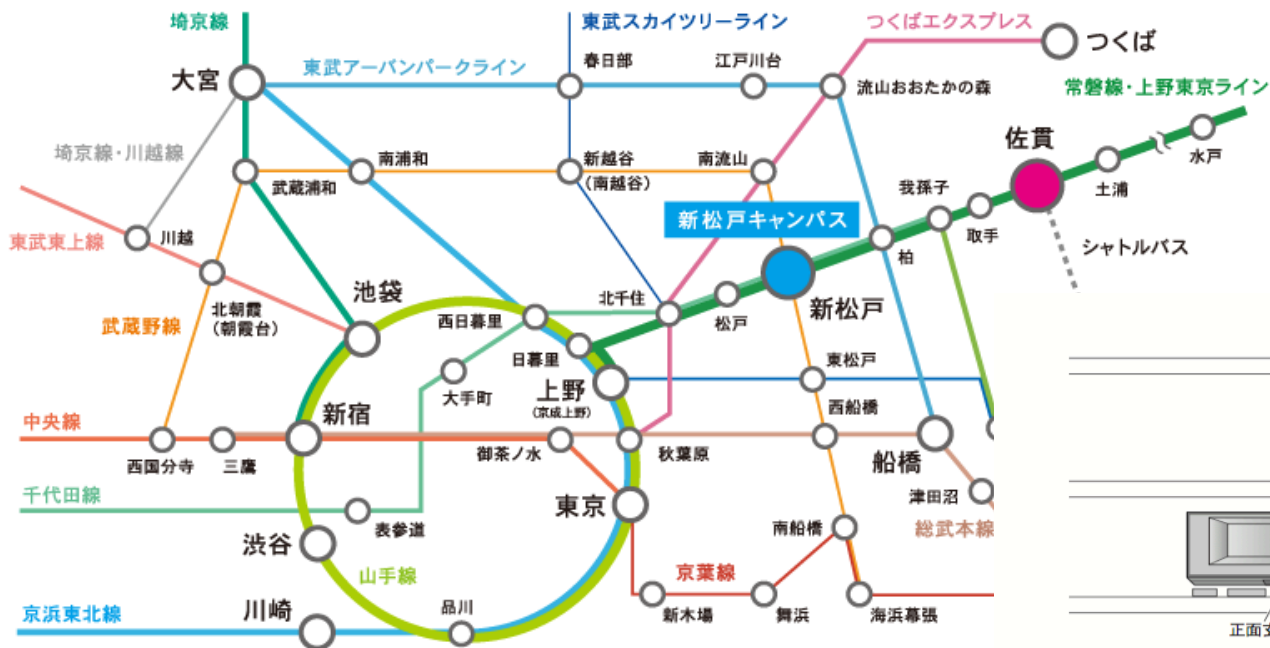 埼京線
東武スカイツリーライン
つくばエクスプレス
つくば
大宮
東武アーバンパークライン
春日部
江戸川台
流山おおたかの森
常磐線・上野東京ライン
佐貫
水戸
土浦
埼京線・川越線
武蔵浦和
南浦和
新越谷
(南越谷)
南流山
我孫子
取手
新松戸キャンパス
柏
シャトルバス
東武東上線
川越
北朝霞
(朝霞台)
武蔵野線
池袋
西日暮里
北千住
松戸
新松戸
日暮里
大手町
上野
(京成上野)
東松戸
西船橋
中央線
新宿
西国分寺
三鷹
御茶ノ水
秋葉原
船橋
千代田線
表参道
東京
津田沼
総武本線
渋谷
山手線
南船橋
京葉線
京浜東北線
川崎
品川
新木場
舞浜
海浜幕張
正面